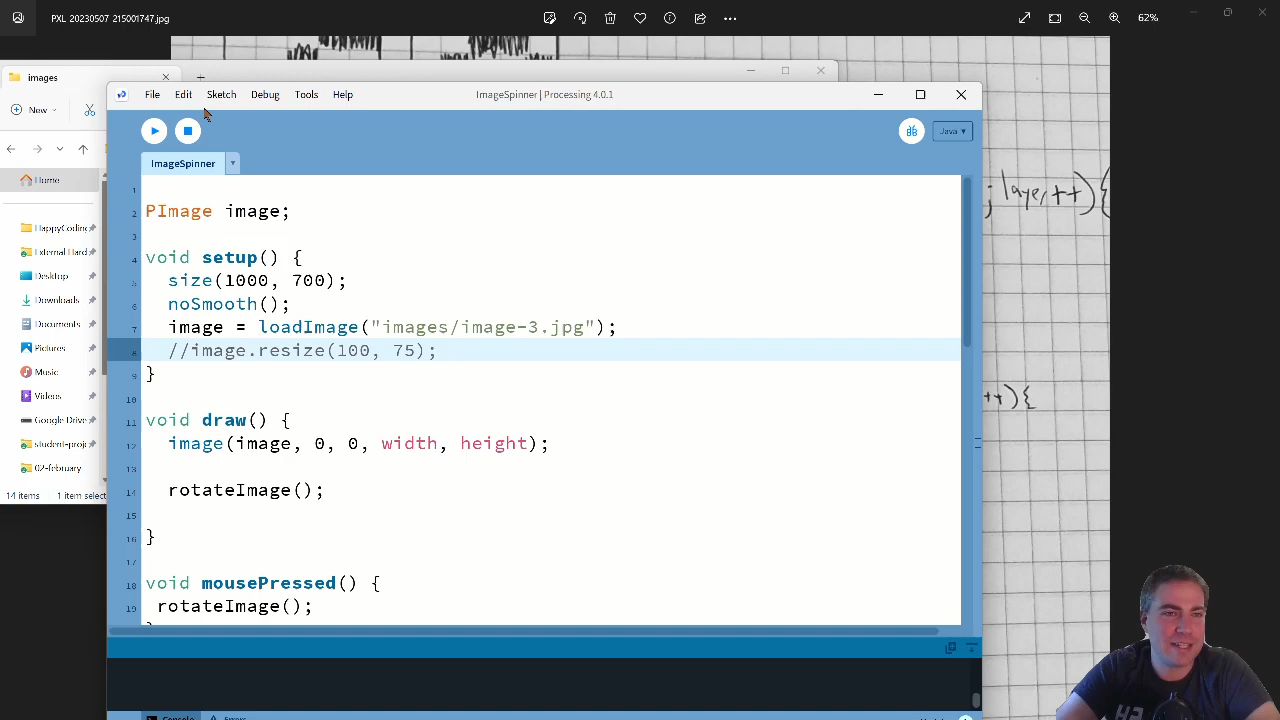 PXL 20230507 215001747.jpg
62%
images
New
Home
HappyCoding
External Hard
Desktop
Downloads
Documents
Pictures
Music
Videos
Google Drive
student-proj
02-february
14 items
1 item select
File Edit Sketch Debug Tools Help
ImageSpinner | Processing 4.0.1
Java
ImageSpinner
1
2 PImage image;
3
4 void setup() {
5 size(1000, 700);
6 noSmooth();
7 image = loadImage("images/image-3.jpg");
8 //image.resize(100, 75);
9 }
10
11 void draw() {
12 image(image, 0, 0, width, height);
13
14 rotateImage();
15
16 }
17
18 void mousePressed() {
19 rotateImage();
Console Errors
; layer++){
++){